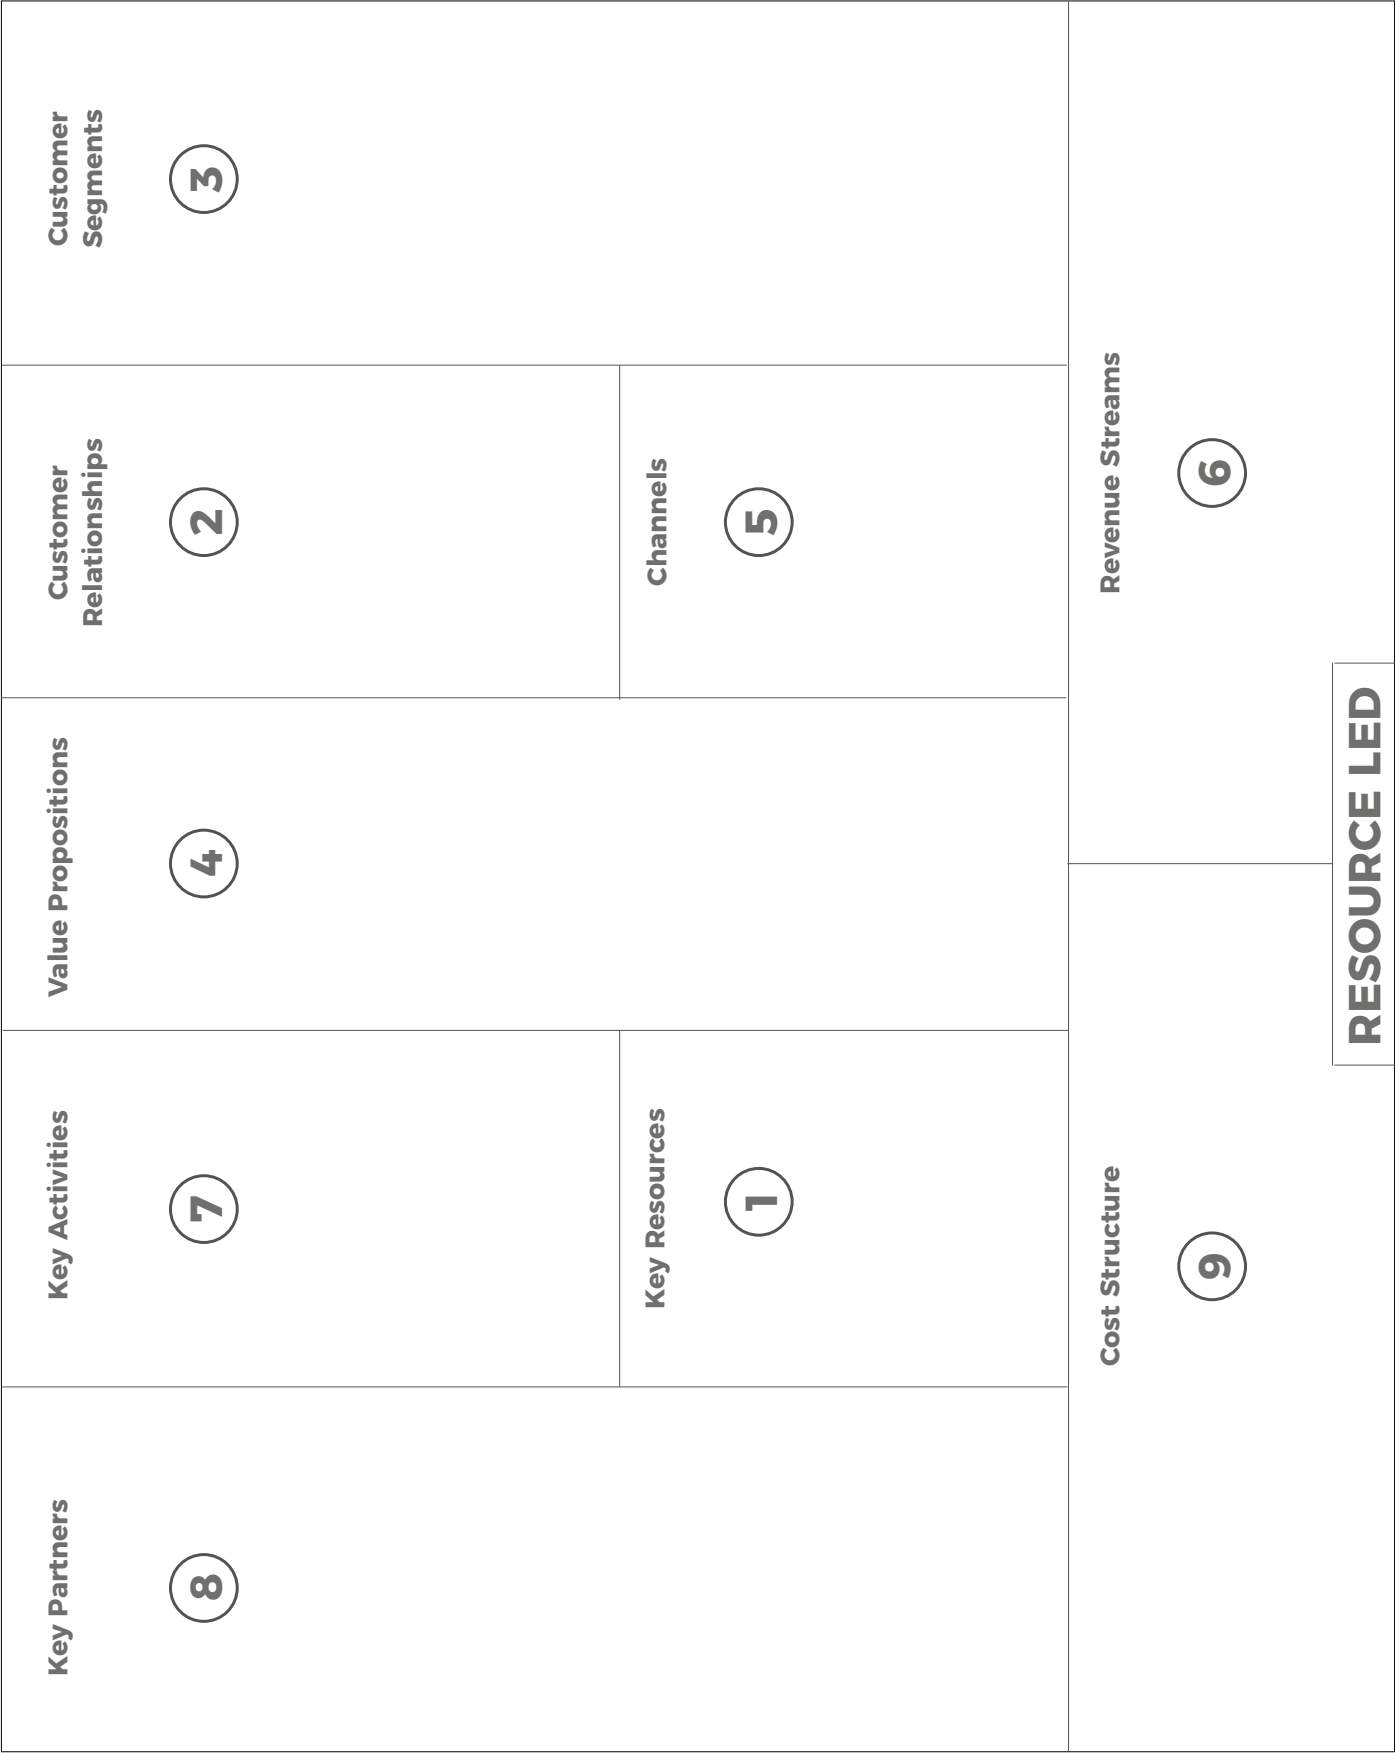 Key Partners
8
Key Activities
7
Key Resources
1
Value Propositions
4
Customer
Relationships
2
Channels
5
Customer
Segments
3
Cost Structure
9
Revenue Streams
6
RESOURCE LED